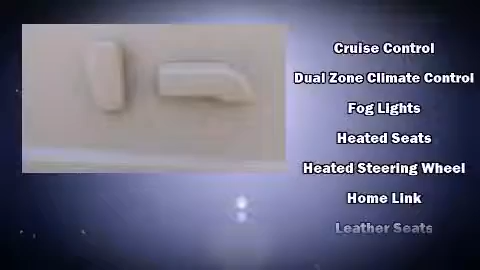 Cruise Control
Dual Zone Climate Control
Fog Lights
Heated Seats
Heated Steering Wheel
Home Link
Leather Seats